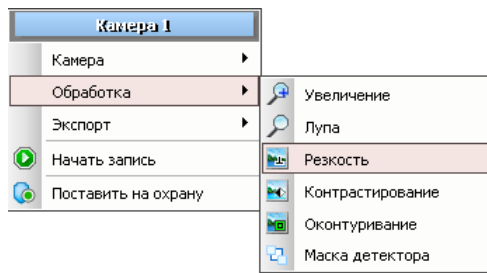 Камера 1
Камера
Обработка
Экспорт
Начать запись
Поставить на охрану
Увеличение
Лупа
Резкость
Контрастирование
Оконтуривание
Маска детектора